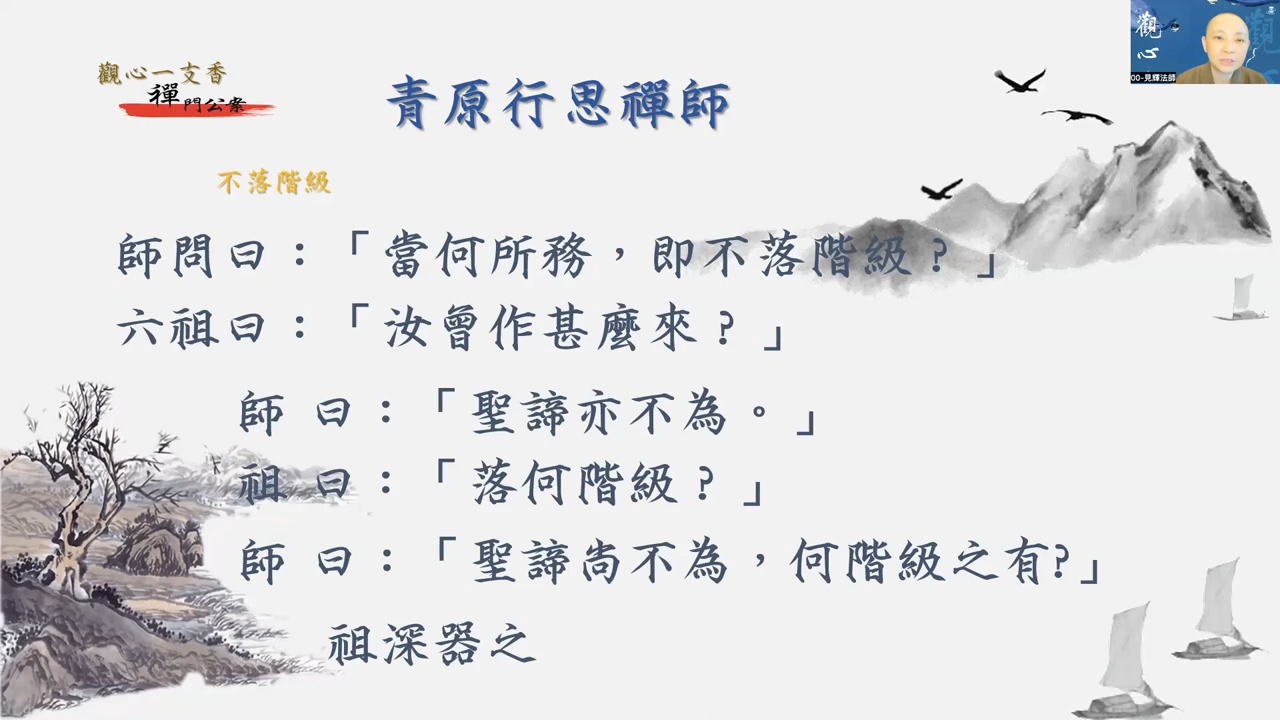 觀心一支香
禪門公案
青原行思禪師
不落階級
師問曰：「當何所務，即不落階級？」
六祖曰：「汝曾作甚麼來？」
師 曰：「聖諦亦不為。」
祖 曰：「落何階級？」
師 曰：「聖諦尚不為，何階級之有?」
祖深器之
觀心
00-見輝法師